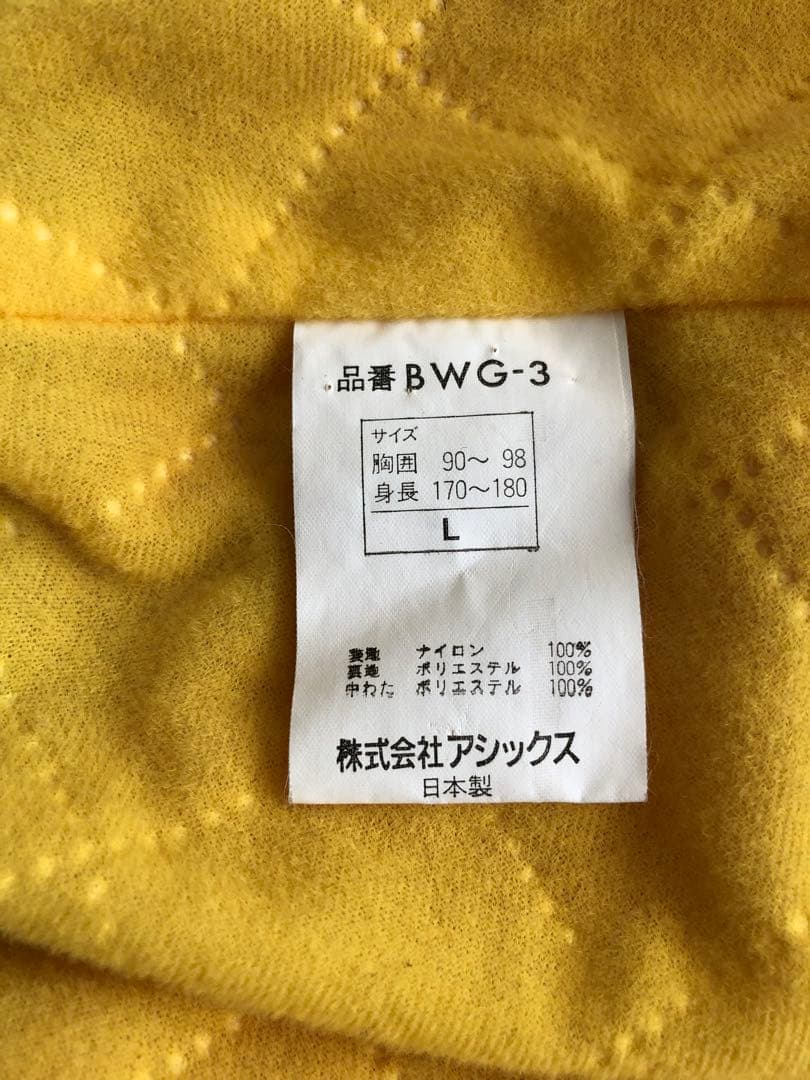 品番 BWG-3
サイズ
胸囲 90〜 98
身長 170〜180
L
表地 ナイロン 100%
裏地 ポリエステル 100%
中わた ポリエステル 100%
株式会社アシックス
日本製